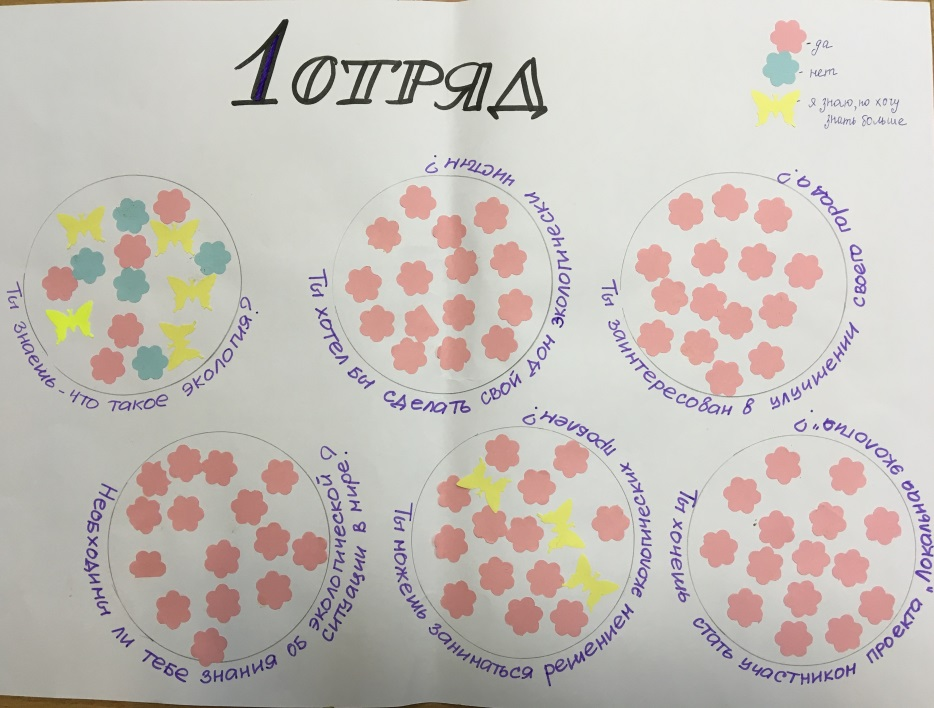 1 ОТРЯД
- да
- нет
- я знаю, но хочу
знать больше
Ты знаешь - что такое экология?
Ты хотел бы сделать свой дом экологически чистым?
Ты заинтересован в улучшении своего города?
Необходимы ли тебе знания об экологической
ситуации в мире?
Ты можешь заниматься решением экологических проблем?
Ты хочешь стать участником проекта „Локальная экология"?